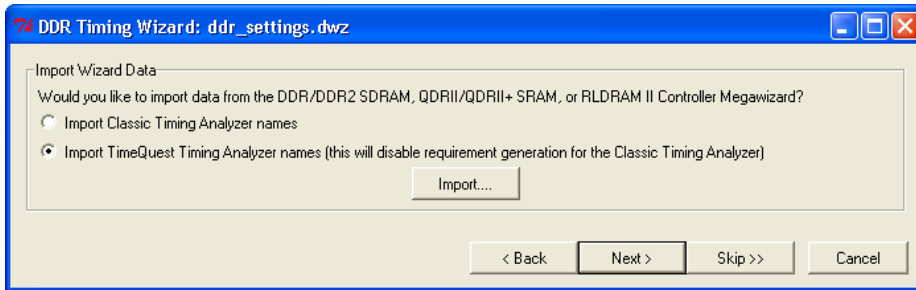 DDR Timing Wizard: ddr_settings.dwz
Import Wizard Data
Would you like to import data from the DDR/DDR2 SDRAM, QDRII/QDRII+ SRAM, or RLDRAM II Controller Megawizard?
Import Classic Timing Analyzer names
Import TimeQuest Timing Analyzer names (this will disable requirement generation for the Classic Timing Analyzer)
Import....
< Back Next > Skip >> Cancel